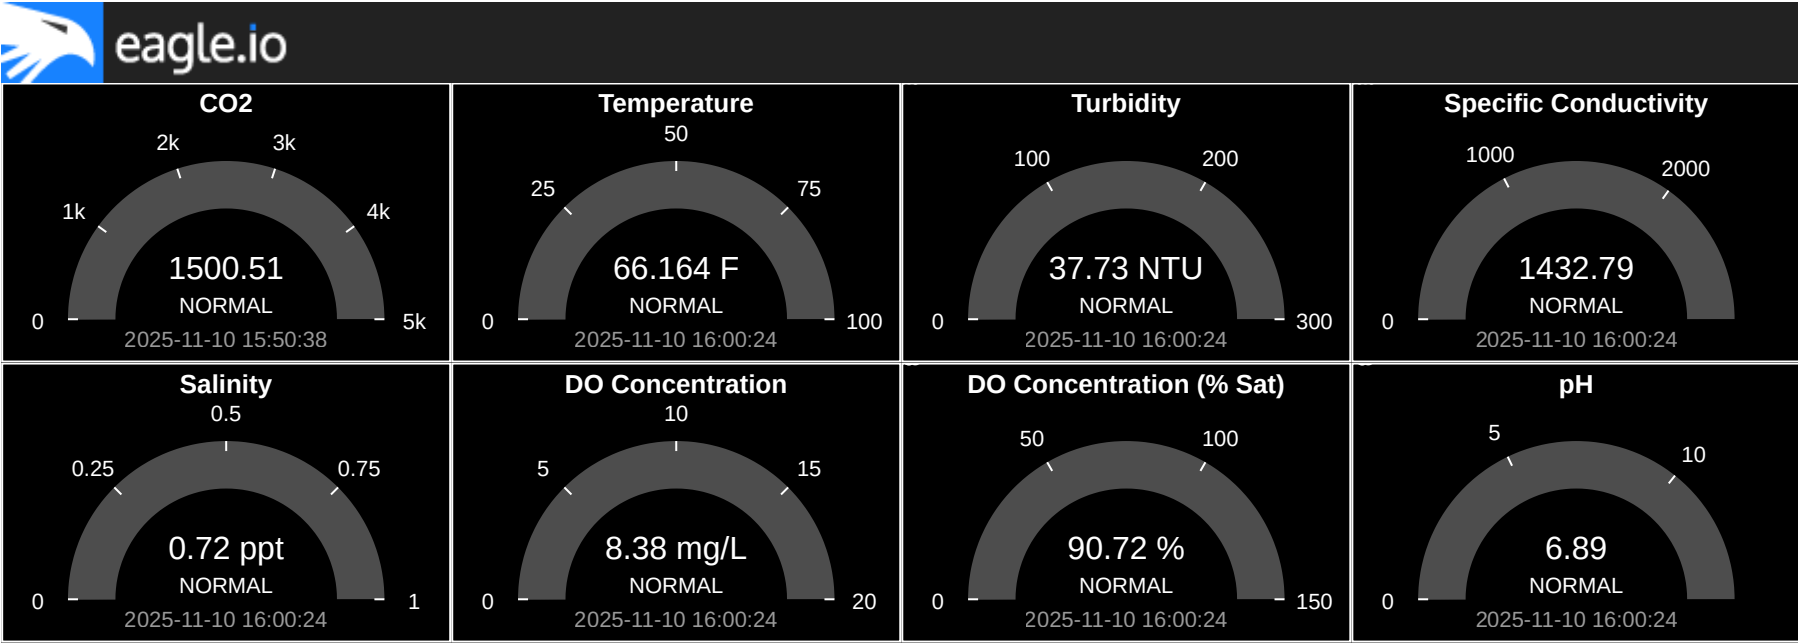 eagle.io
CO2
2k
3k
1k
4k
1500.51
NORMAL
0
5k
2025-11-10 15:50:38
Temperature
50
25
75
66.164 F
NORMAL
0
100
2025-11-10 16:00:24
Turbidity
100
200
37.73 NTU
NORMAL
0
300
2025-11-10 16:00:24
Specific Conductivity
1000
2000
1432.79
NORMAL
0
2025-11-10 16:00:24
Salinity
0.5
0.25
0.75
0.72 ppt
NORMAL
0
1
2025-11-10 16:00:24
DO Concentration
10
5
15
8.38 mg/L
NORMAL
0
20
2025-11-10 16:00:24
DO Concentration (% Sat)
50
100
90.72 %
NORMAL
0
150
2025-11-10 16:00:24
pH
5
10
6.89
NORMAL
0
2025-11-10 16:00:24